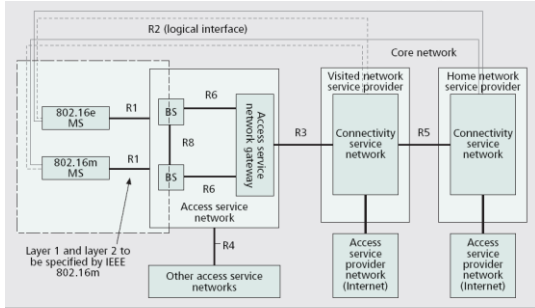 R2 (logical interface)
Core network
Visited network
service provider
Home network
service provider
R6
802.16e
MS
R1
BS
Access service
network gateway
R3
Connectivity
service
network
R5
Connectivity
service
network
R8
802.16m
MS
R1
BS
R6
Access service
network
Layer 1 and layer 2 to
be specified by IEEE
802.16m
R4
Other access service
networks
Access
service
provider
network
(Internet)
Access
service
provider
network
(Internet)